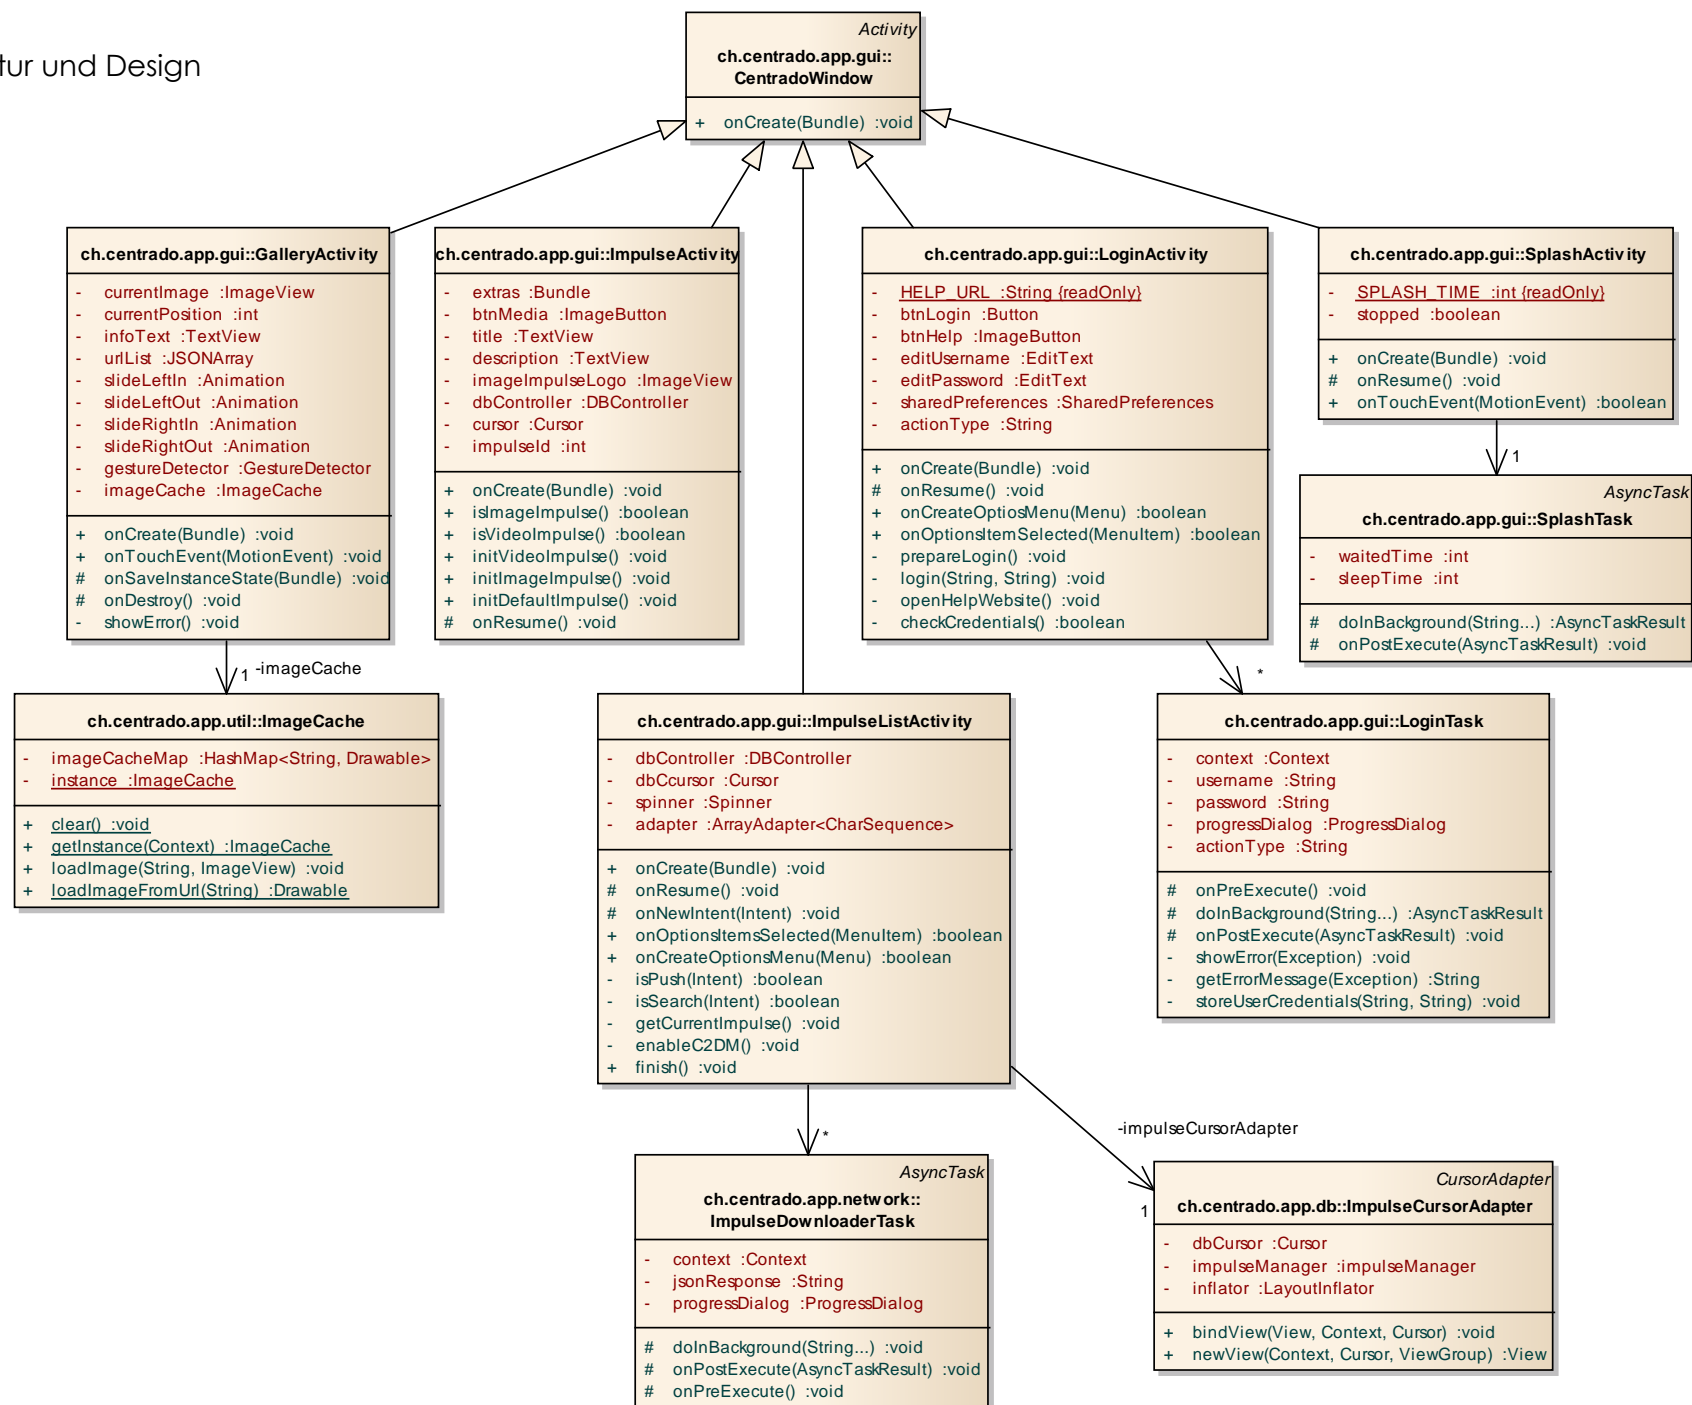 tur und Design
Activity
ch.centrado.app.gui::
CentradoWindow
+ onCreate(Bundle) :void
ch.centrado.app.gui::GalleryActivity
- currentImage :ImageView
- currentPosition :int
- infoText :TextView
- urlList :JSONArray
- slideLeftIn :Animation
- slideLeftOut :Animation
- slideRightIn :Animation
- slideRightOut :Animation
- gestureDetector :GestureDetector
- imageCache :ImageCache
+ onCreate(Bundle) :void
+ onTouchEvent(MotionEvent) :void
# onSaveInstanceState(Bundle) :void
# onDestroy() :void
- showError() :void
ch.centrado.app.gui::ImpulseActivity
- extras :Bundle
- btnMedia :ImageButton
- title :TextView
- description :TextView
- imageImpulseLogo :ImageView
- dbController :DBController
- cursor :Cursor
- impulseId :int
+ onCreate(Bundle) :void
+ isImageImpulse() :boolean
+ isVideoImpulse() :boolean
+ initVideoImpulse() :void
+ initImageImpulse() :void
+ initDefaultImpulse() :void
# onResume() :void
ch.centrado.app.gui::LoginActivity
- HELP_URL :String {readOnly}
- btnLogin :Button
- btnHelp :ImageButton
- editUsername :EditText
- editPassword :EditText
- sharedPreferences :SharedPreferences
- actionType :String
+ onCreate(Bundle) :void
# onResume() :void
+ onCreateOptiosMenu(Menu) :boolean
+ onOptionsItemSelected(MenuItem) :boolean
- prepareLogin() :void
- login(String, String) :void
- openHelpWebsite() :void
- checkCredentials() :boolean
ch.centrado.app.gui::SplashActivity
- SPLASH_TIME :int {readOnly}
- stopped :boolean
+ onCreate(Bundle) :void
# onResume() :void
+ onTouchEvent(MotionEvent) :boolean
1
AsyncTask
ch.centrado.app.gui::SplashTask
- waitedTime :int
- sleepTime :int
# doInBackground(String...) :AsyncTaskResult
# onPostExecute(AsyncTaskResult) :void
1 -imageCache
*
ch.centrado.app.util::ImageCache
- imageCacheMap :HashMap<String, Drawable>
- instance :ImageCache
+ clear() :void
+ getInstance(Context) :ImageCache
+ loadImage(String, ImageView) :void
+ loadImageFromUrl(String) :Drawable
ch.centrado.app.gui::ImpulseListActivity
- dbController :DBController
- dbCcursor :Cursor
- spinner :Spinner
- adapter :ArrayAdapter<CharSequence>
+ onCreate(Bundle) :void
# onResume() :void
# onNewIntent(Intent) :void
+ onOptionsItemsSelected(MenuItem) :boolean
+ onCreateOptionsMenu(Menu) :boolean
- isPush(Intent) :boolean
- isSearch(Intent) :boolean
- getCurrentImpulse() :void
- enableC2DM() :void
+ finish() :void
ch.centrado.app.gui::LoginTask
- context :Context
- username :String
- password :String
- progressDialog :ProgressDialog
- actionType :String
# onPreExecute() :void
# doInBackground(String...) :AsyncTaskResult
# onPostExecute(AsyncTaskResult) :void
- showError(Exception) :void
- getErrorMessage(Exception) :String
- storeUserCredentials(String, String) :void
*
-impulseCursorAdapter
1
AsyncTask
ch.centrado.app.network::
ImpulseDownloaderTask
- context :Context
- jsonResponse :String
- progressDialog :ProgressDialog
# doInBackground(String...) :void
# onPostExecute(AsyncTaskResult) :void
# onPreExecute() :void
CursorAdapter
ch.centrado.app.db::ImpulseCursorAdapter
- dbCursor :Cursor
- impulseManager :impulseManager
- inflator :LayoutInflator
+ bindView(View, Context, Cursor) :void
+ newView(Context, Cursor, ViewGroup) :View